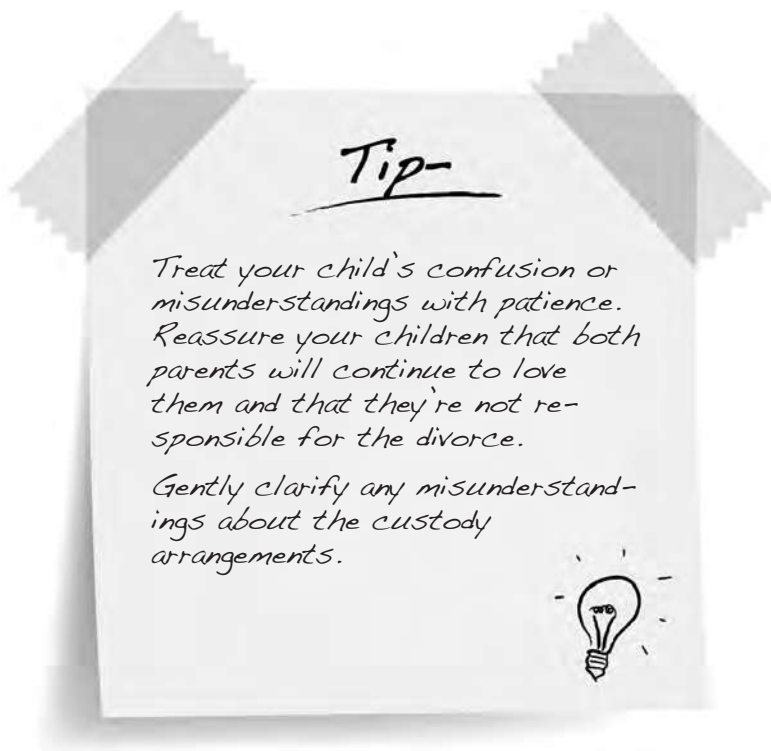 Tip-
Treat your child's confusion or
misunderstandings with patience.
Reassure your children that both
parents will continue to love
them and that they're not re-
sponsible for the divorce.
Gently clarify any misunderstand-
ings about the custody
arrangements.